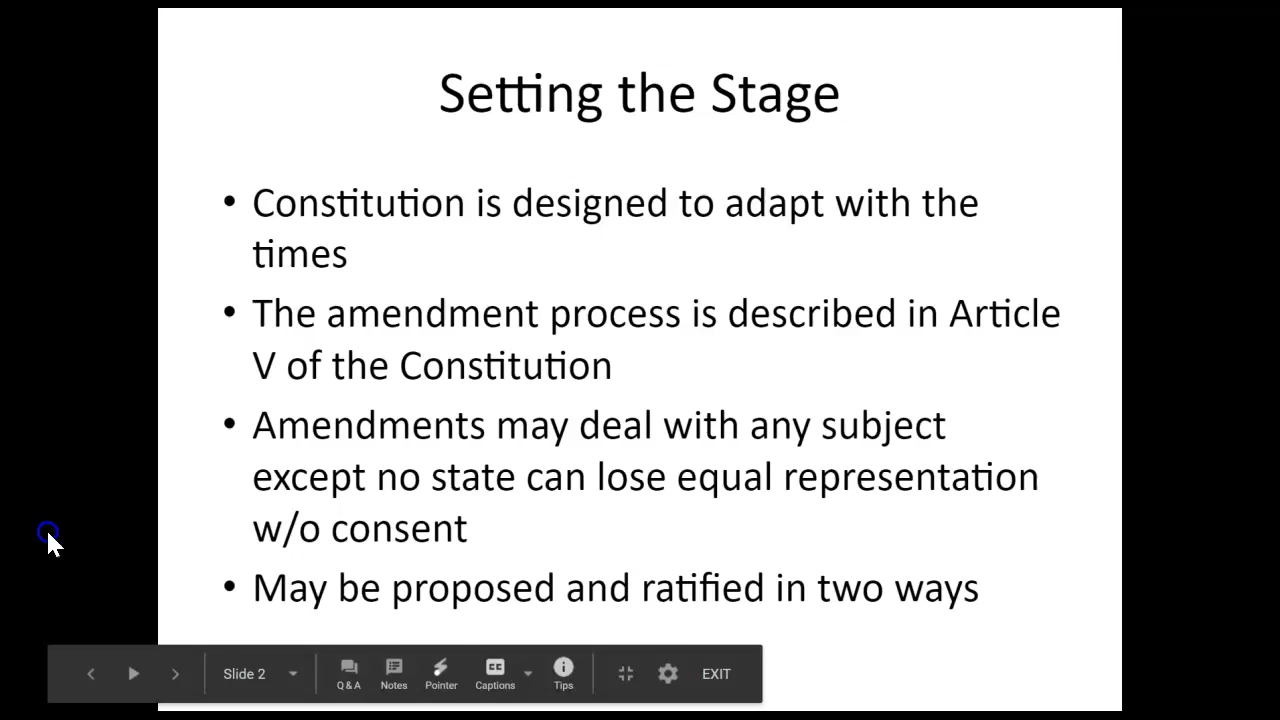 Setting the Stage
• Constitution is designed to adapt with the
times
• The amendment process is described in Article
V of the Constitution
• Amendments may deal with any subject
except no state can lose equal representation
w/o consent
• May be proposed and ratified in two ways
Slide 2
Q & A
Notes
Pointer
CC
Captions
Tips
EXIT